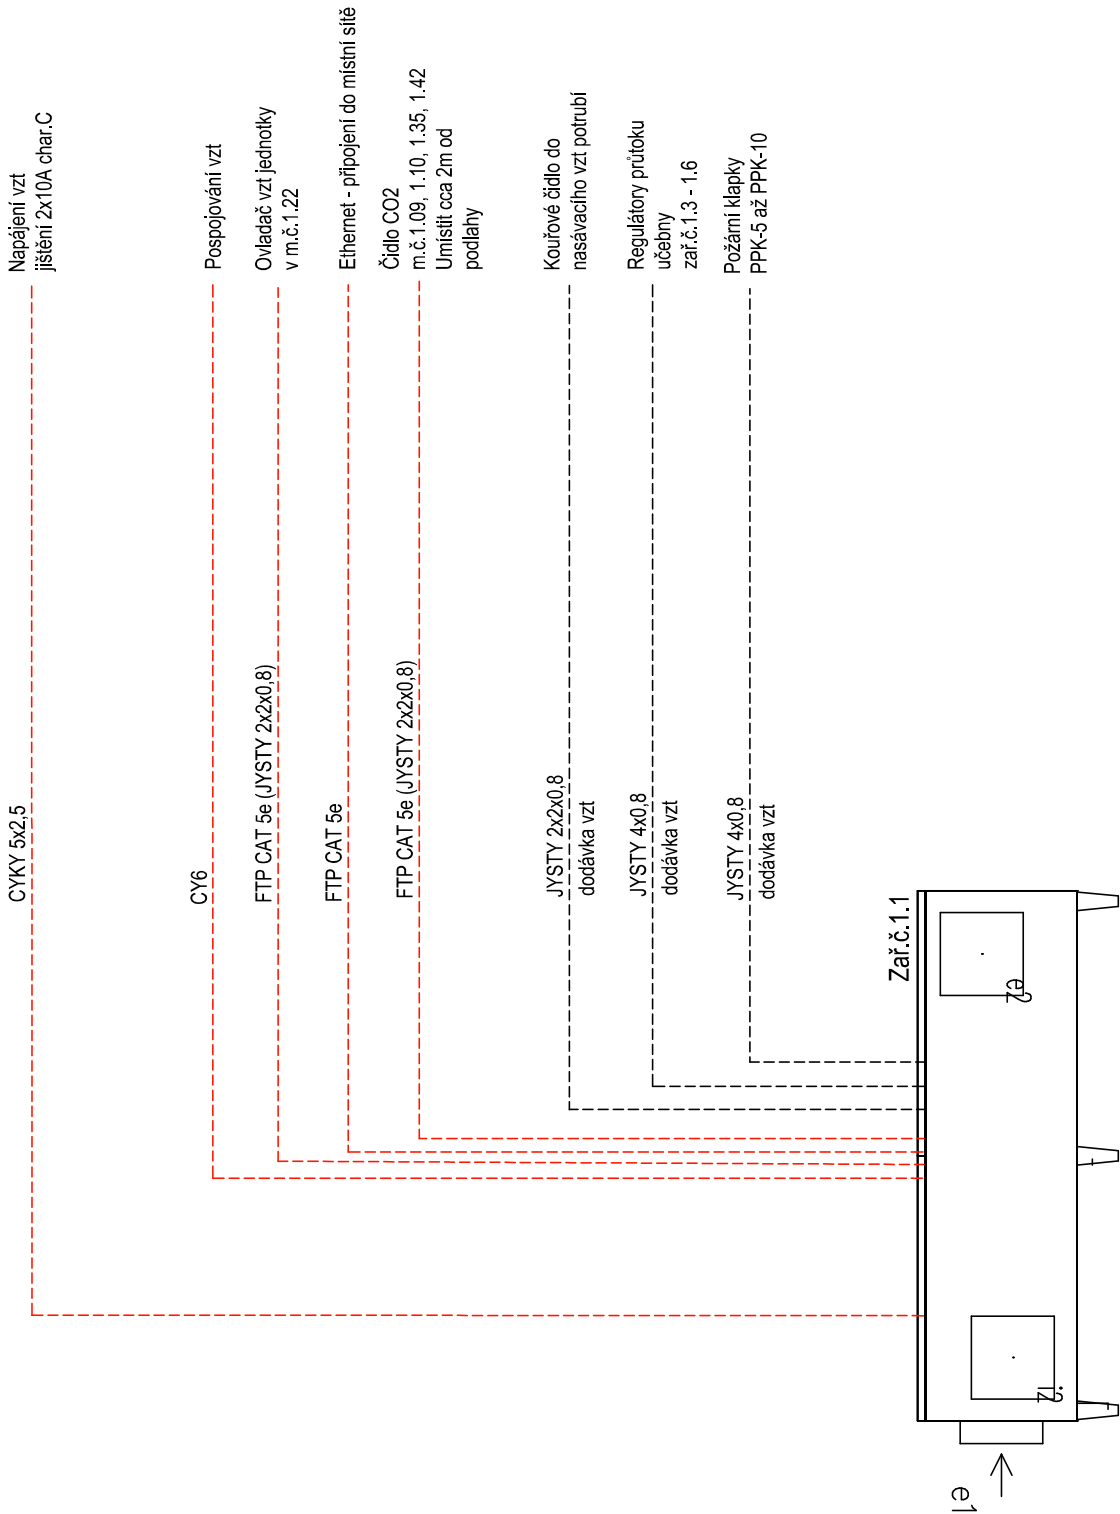 Napájení vzt
jištění 2x10A char.C
CYKY 5x2,5
Pospojování vzt
CY6
Ovladač vzt jednotky
v m.č.1.22
FTP CAT 5e (JYSTY 2x2x0,8)
Ethernet - připojení do místní sítě
FTP CAT 5e
Čidlo CO2
m.č.1.09, 1.10, 1.35, 1.42
Umístit cca 2m od
podlahy
FTP CAT 5e (JYSTY 2x2x0,8)
Kouřové čidlo do
nasávacího vzt potrubí
JYSTY 2x2x0,8
dodávka vzt
Regulátory průtoku
učebny
zař.č.1.3 - 1.6
JYSTY 4x0,8
dodávka vzt
Požární klapky
PPK-5 až PPK-10
JYSTY 4x0,8
dodávka vzt
Zař.č.1.1
e2
i2
e1